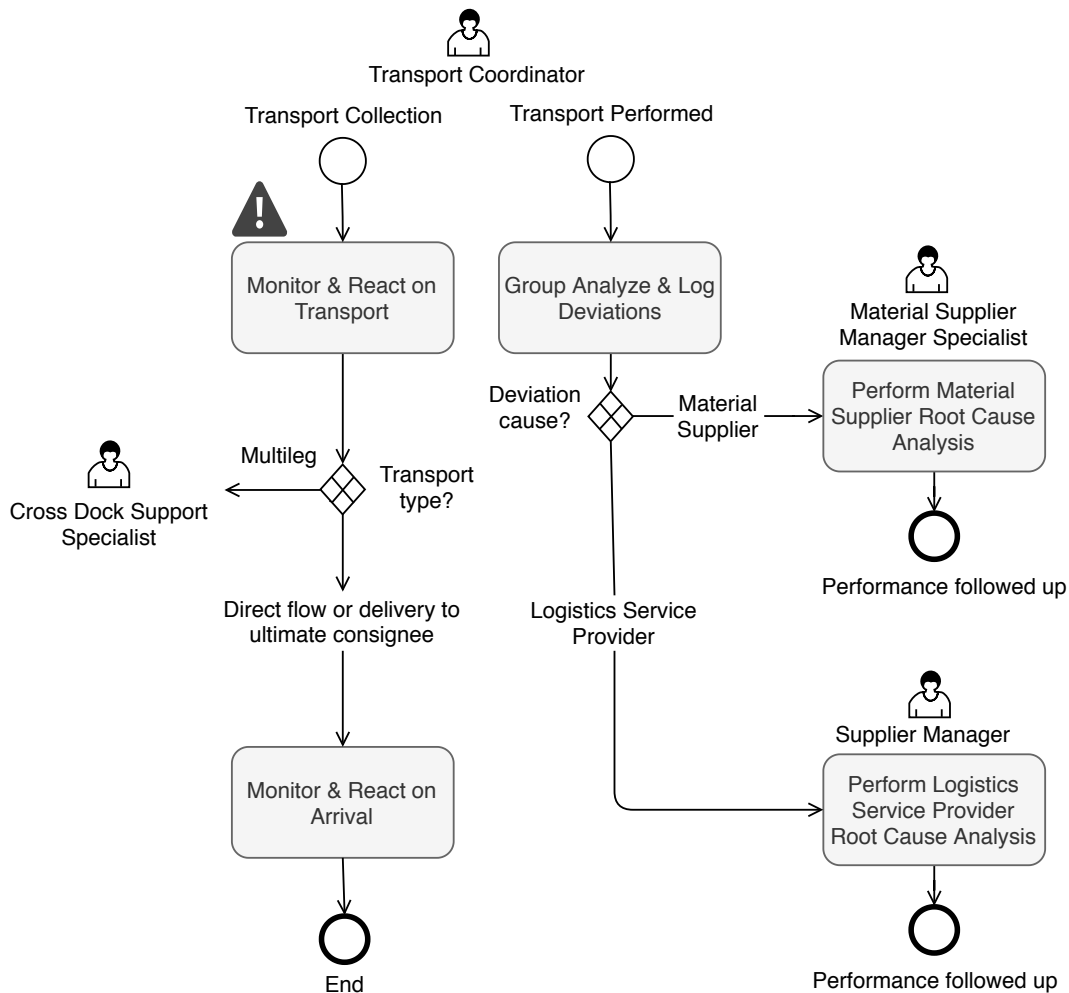 Transport Coordinator
Transport Collection
Transport Performed
!
Monitor & React on
Transport
Group Analyze & Log
Deviations
Material Supplier
Manager Specialist
Deviation
cause?
Material
Supplier
Perform Material
Supplier Root Cause
Analysis
Multileg
Transport
type?
Cross Dock Support
Specialist
Performance followed up
Direct flow or delivery to
ultimate consignee
Logistics Service
Provider
Supplier Manager
Monitor & React on
Arrival
Perform Logistics
Service Provider
Root Cause Analysis
End
Performance followed up